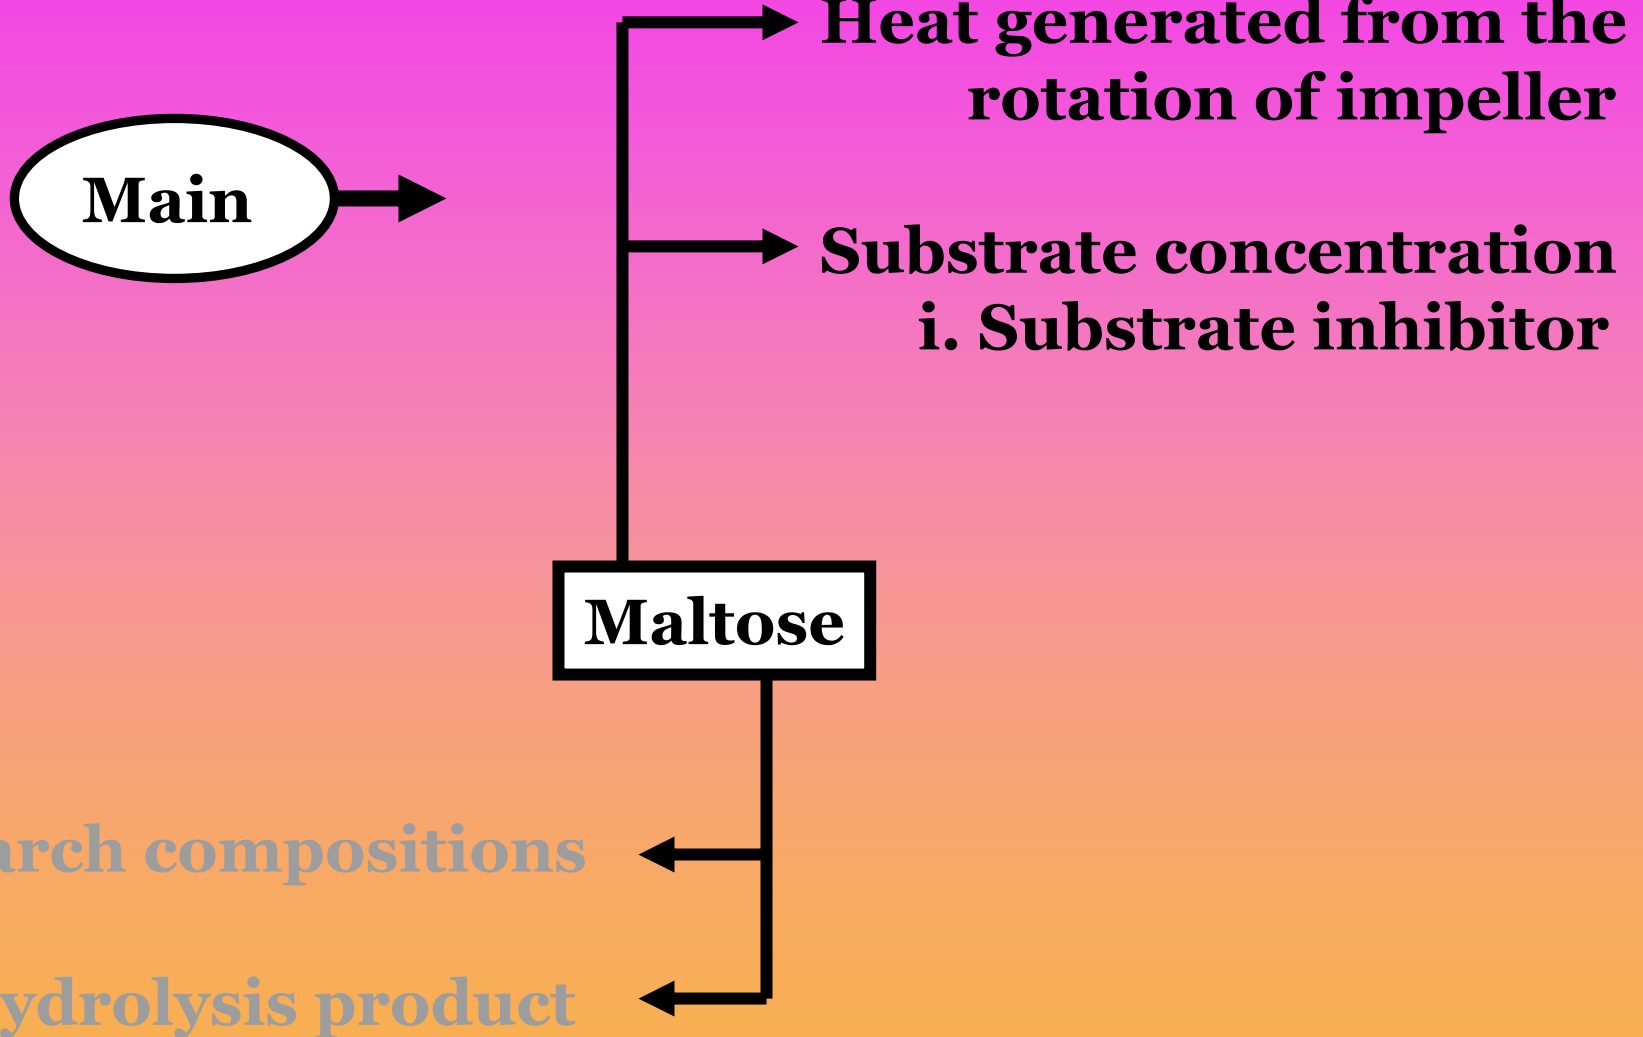 Heat generated from the
rotation of impeller
Main
Substrate concentration
i. Substrate inhibitor
Maltose
compositions
product